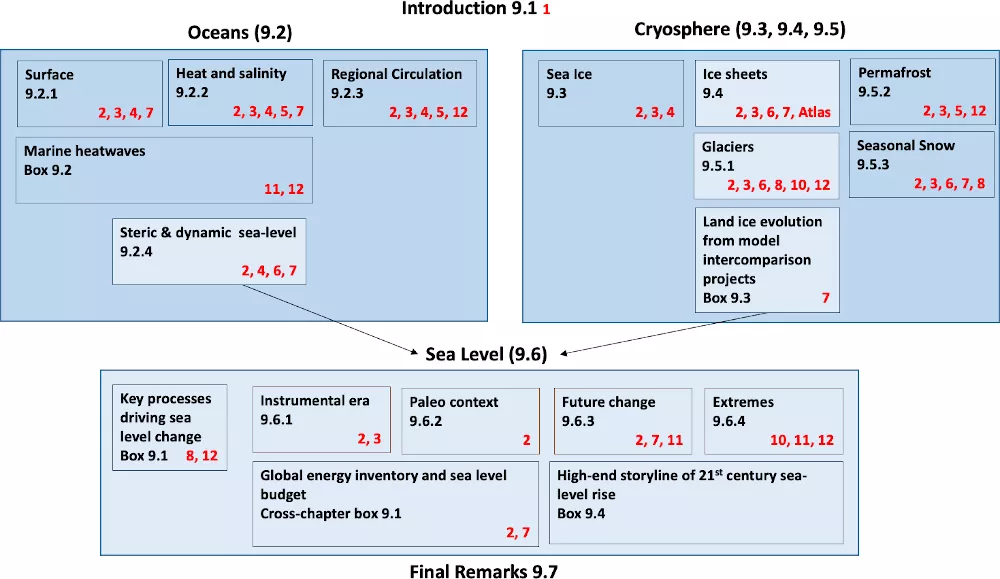 Introduction 9.1 1
Oceans (9.2)
Surface
9.2.1
2, 3, 4, 7
Heat and salinity
9.2.2
2, 3, 4, 5, 7
Regional Circulation
9.2.3
2, 3, 4, 5, 12
Marine heatwaves
Box 9.2
11, 12
Steric & dynamic sea-level
9.2.4
2, 4, 6, 7
Cryosphere (9.3, 9.4, 9.5)
Sea Ice
9.3
2, 3, 4
Ice sheets
9.4
2, 3, 6, 7, Atlas
Permafrost
9.5.2
2, 3, 5, 12
Glaciers
9.5.1
2, 3, 6, 8, 10, 12
Seasonal Snow
9.5.3
2, 3, 6, 7, 8
Land ice evolution
from model
intercomparison
projects
Box 9.3 7
Sea Level (9.6)
Key processes
driving sea
level change
Box 9.1 8, 12
Instrumental era
9.6.1
2, 3
Paleo context
9.6.2
2
Future change
9.6.3
2, 7, 11
Extremes
9.6.4
10, 11, 12
Global energy inventory and sea level
budget
Cross-chapter box 9.1
2, 7
High-end storyline of 21st century sea-
level rise
Box 9.4
Final Remarks 9.7